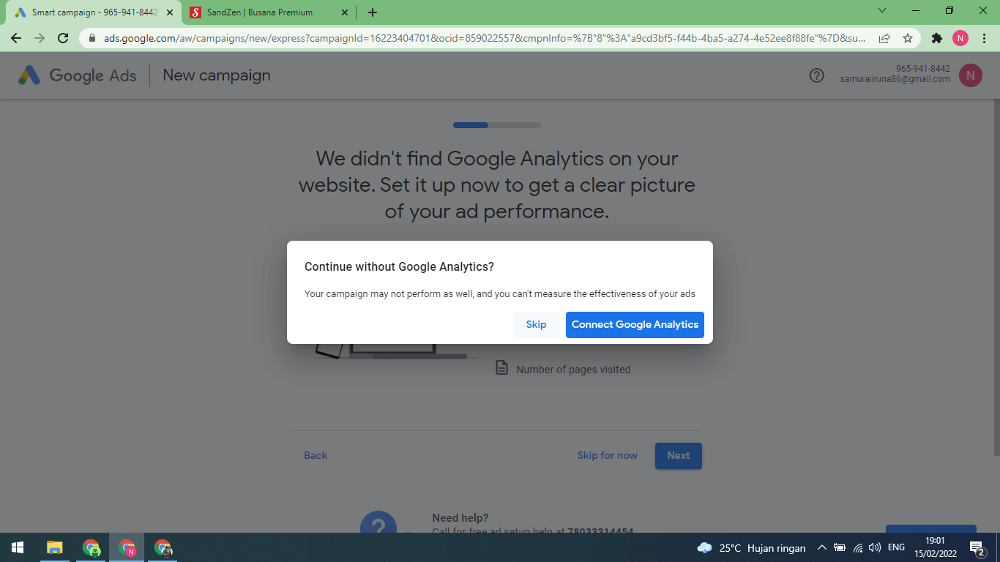 Smart campaign - 965-941-8442
SandZen | Busana Premium
ads.google.com/aw/campaigns/new/express?campaignId=16223404701&ocid=859022557&cmpnInfo=%7B"8"%3A"a9cd3bf5-f44b-4ba5-a274-4e52ee8f88fe"%7D&su...
N
Google Ads
New campaign
965-941-8442
samuraiiruna86@gmail.com
N
We didn't find Google Analytics on your
website. Set it up now to get a clear picture
of your ad performance.
Continue without Google Analytics?
Your campaign may not perform as well, and you can't measure the effectiveness of your ads
Skip
Connect Google Analytics
Number of pages visited
Back
Skip for now
Next
Need help?
Call for free ad setup help at 78033314454
25°C Hujan ringan
ENG
19:01
15/02/2022
2